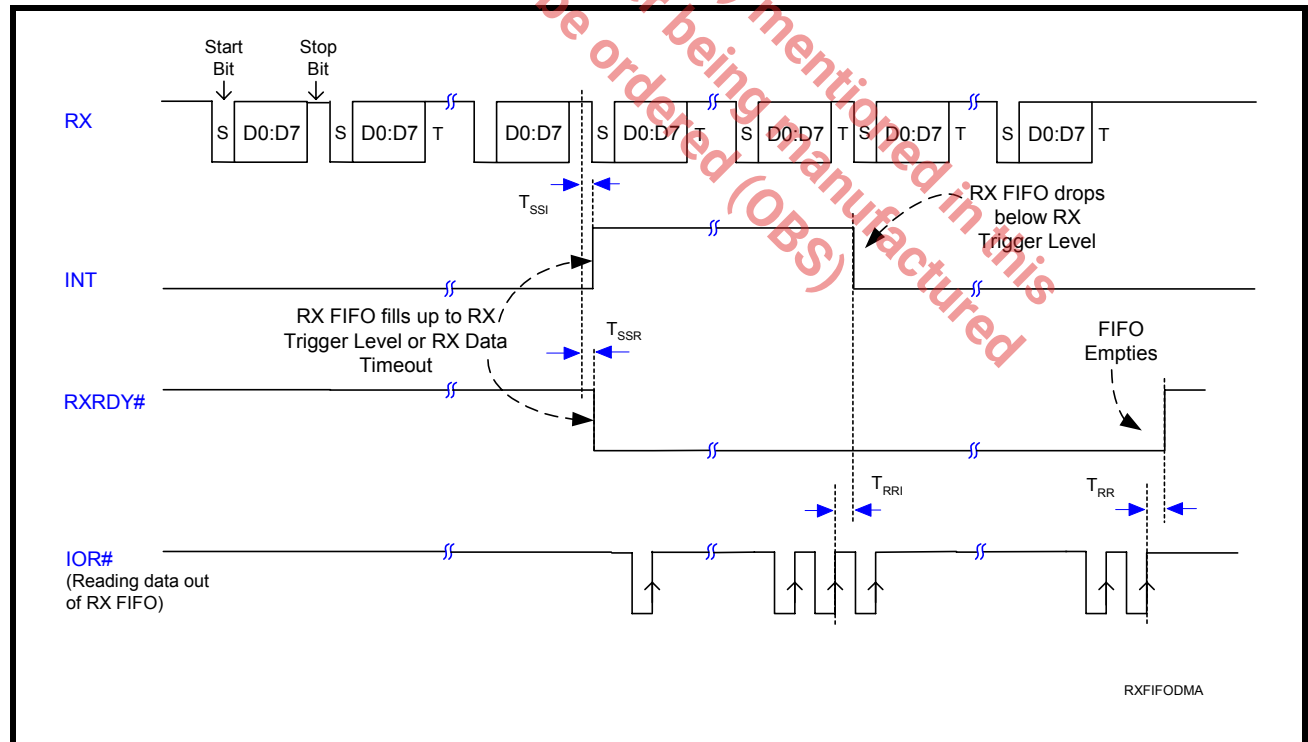 Start
Bit
Stop
Bit
RX
S D0:D7 S D0:D7 T D0:D7 S D0:D7 T S D0:D7 T S D0:D7 T S D0:D7 T
TSSI
RX FIFO drops
below RX
Trigger Level
INT
RX FIFO fills up to RX
Trigger Level or RX Data
Timeout
TSSR
FIFO
Empties
RXRDY#
TRRI
TRR
IOR#
(Reading data out
of RX FIFO)
RXFIFODMA
mentioned in this
being manufactured
be ordered (OBS)